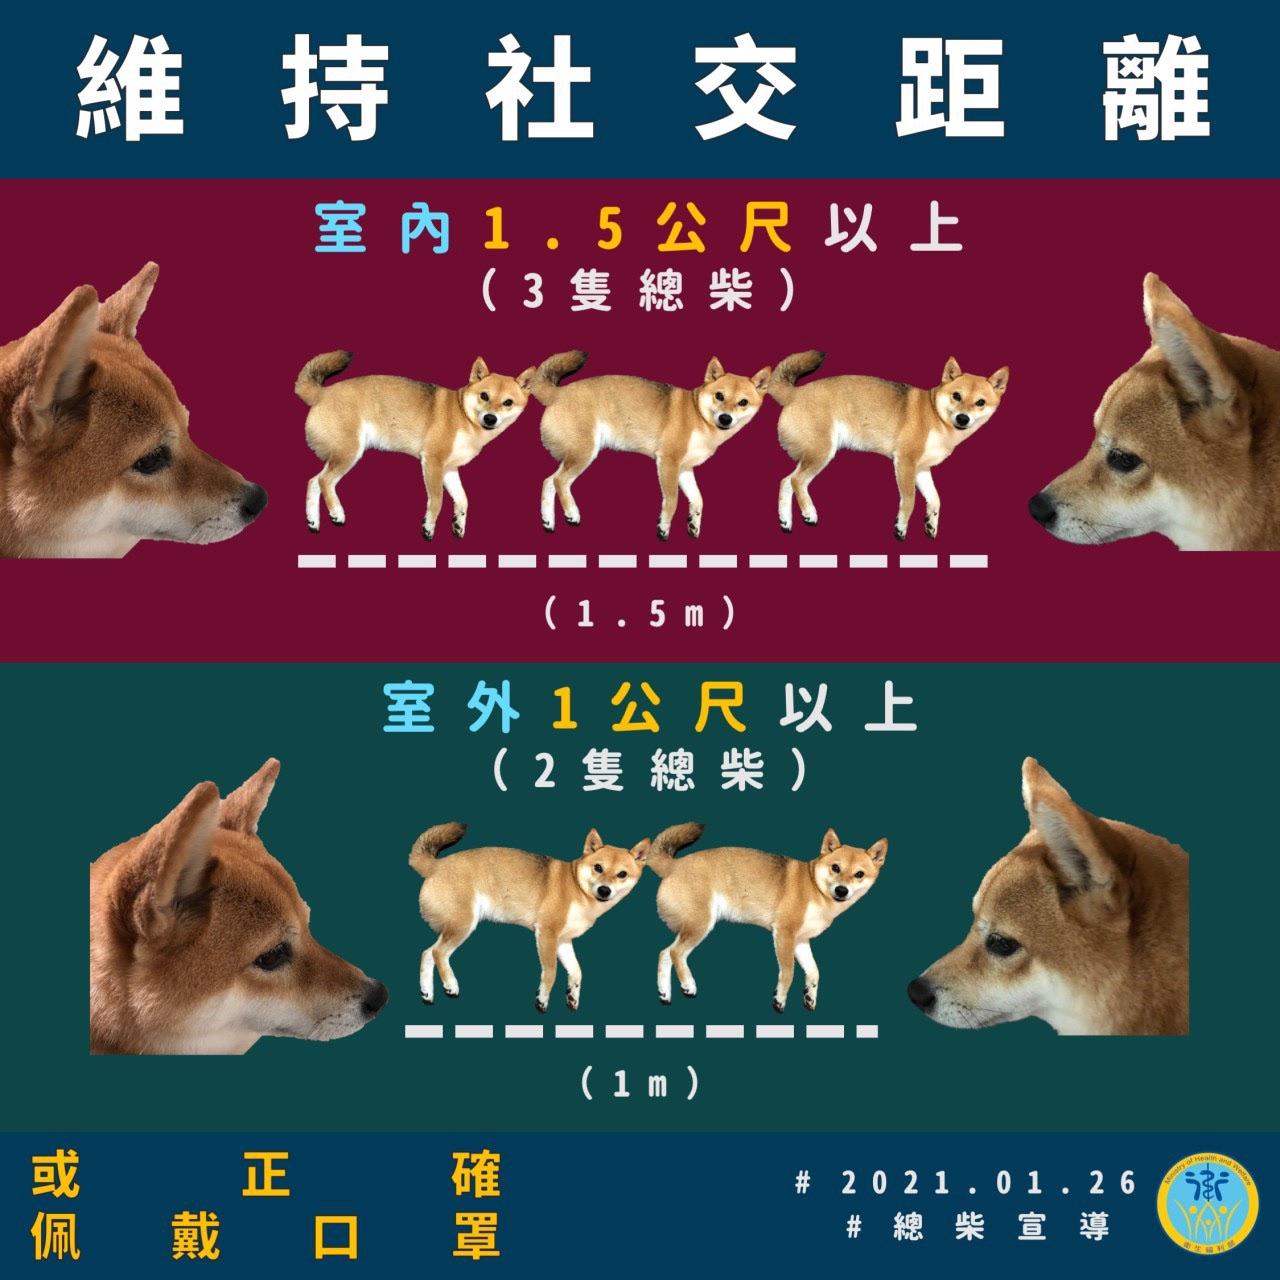 維持社交距離
室內1.5公尺以上
(3隻總柴)
(1.5m)
室外1公尺以上
(2隻總柴)
(1m)
或正確
佩戴口罩
# 2021.01.26
#總柴宣導
Ministry of Health and Welfare
衛生福利部